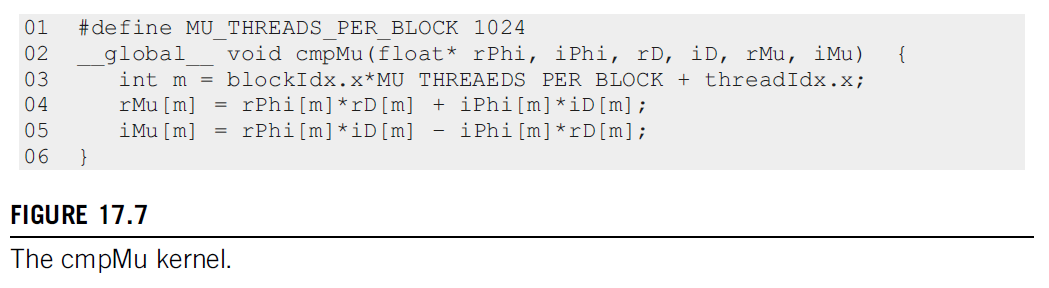 01 #define MU_THREADS_PER_BLOCK 1024
02 __global__ void cmpMu(float* rPhi, iPhi, rD, iD, rMu, iMu) {
03 int m = blockIdx.x*MU THREAEDS PER BLOCK + threadIdx.x;
04 rMu[m] = rPhi[m]*rD[m] + iPhi[m]*iD[m];
05 iMu[m] = rPhi[m]*iD[m] - iPhi[m]*rD[m];
06 }
FIGURE 17.7
The cmpMu kernel.